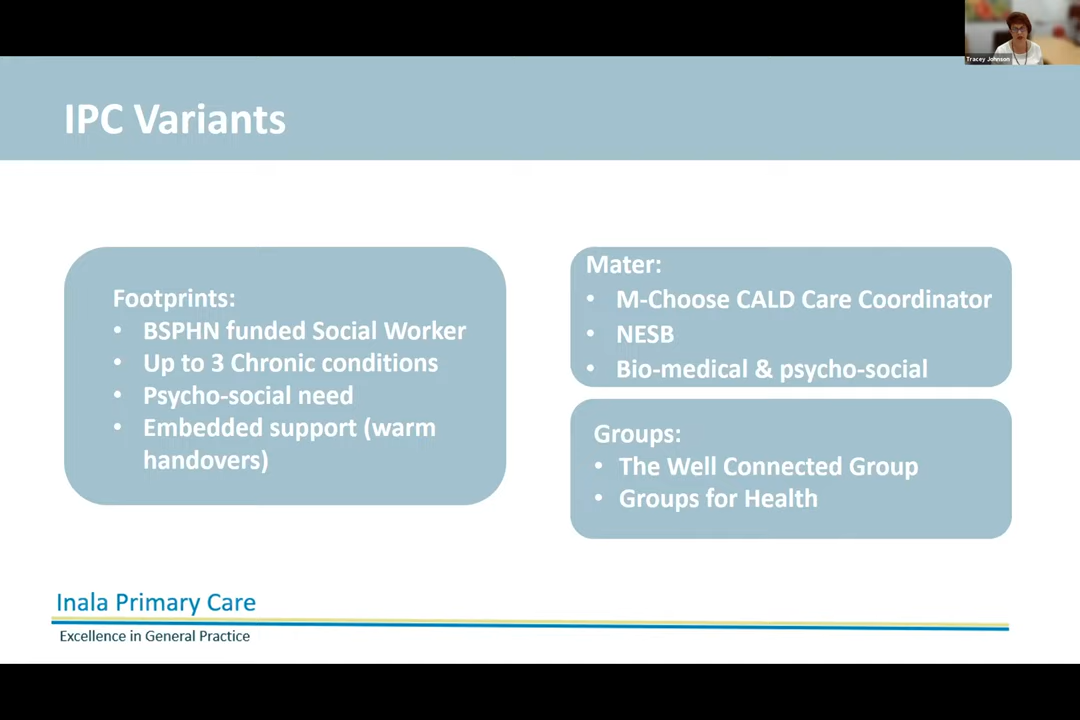 Tracey Johnson
IPC Variants
Footprints:
• BSPHN funded Social Worker
• Up to 3 Chronic conditions
• Psycho-social need
• Embedded support (warm
handovers)
Mater:
• M-Choose CALD Care Coordinator
• NESB
• Bio-medical & psycho-social
Groups:
• The Well Connected Group
• Groups for Health
Inala Primary Care
Excellence in General Practice